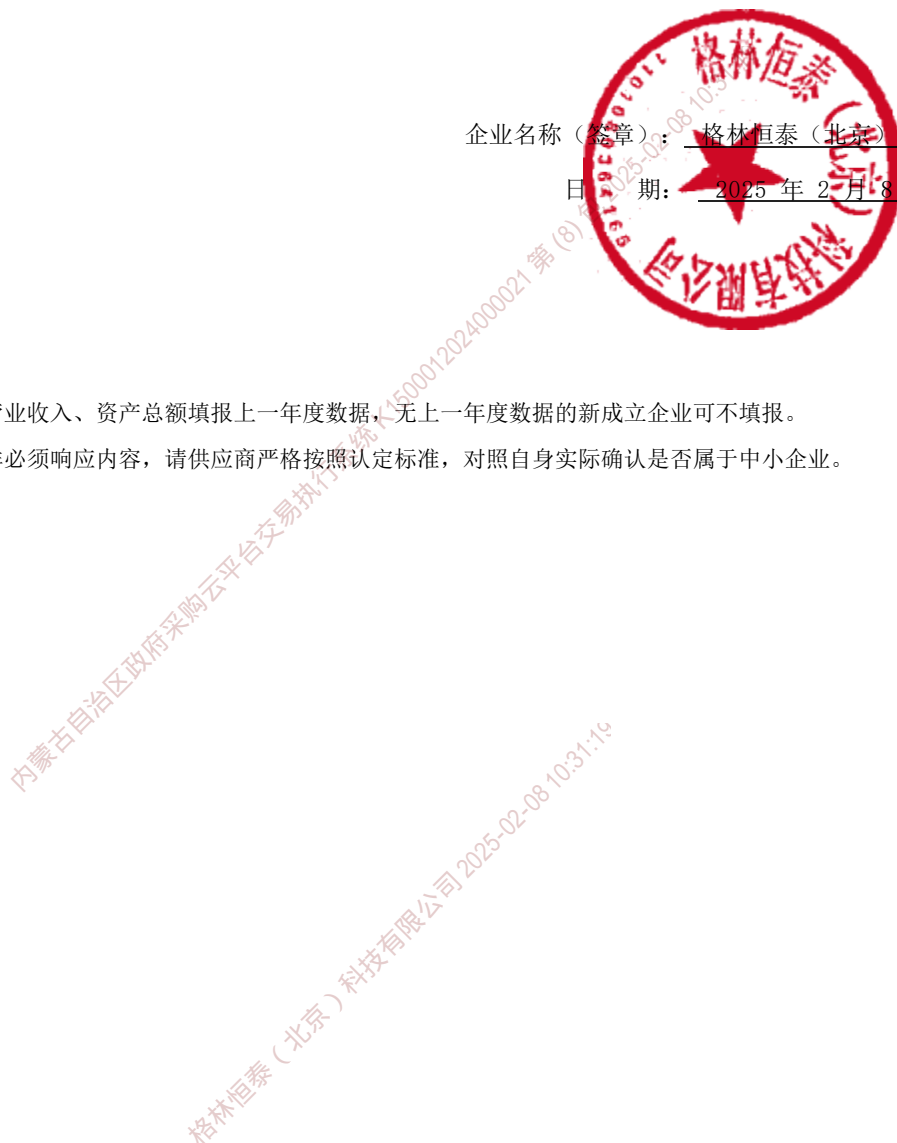 企业名称（签章）： 格林恒泰（北京）
日 期： 2025 年 2 月 8
业收入、资产总额填报上一年度数据，无上一年度数据的新成立企业可不填报。
必须响应内容，请供应商严格按照认定标准，对照自身实际确认是否属于中小企业。
格林恒泰（北京）科技有限公司
内蒙古自治区政府采购云平台交易执行系统 K150001202400021 第 (8) 包 2025-02-08 10:3
格林恒泰（北京）科技有限公司 2025-02-08 10:31:19